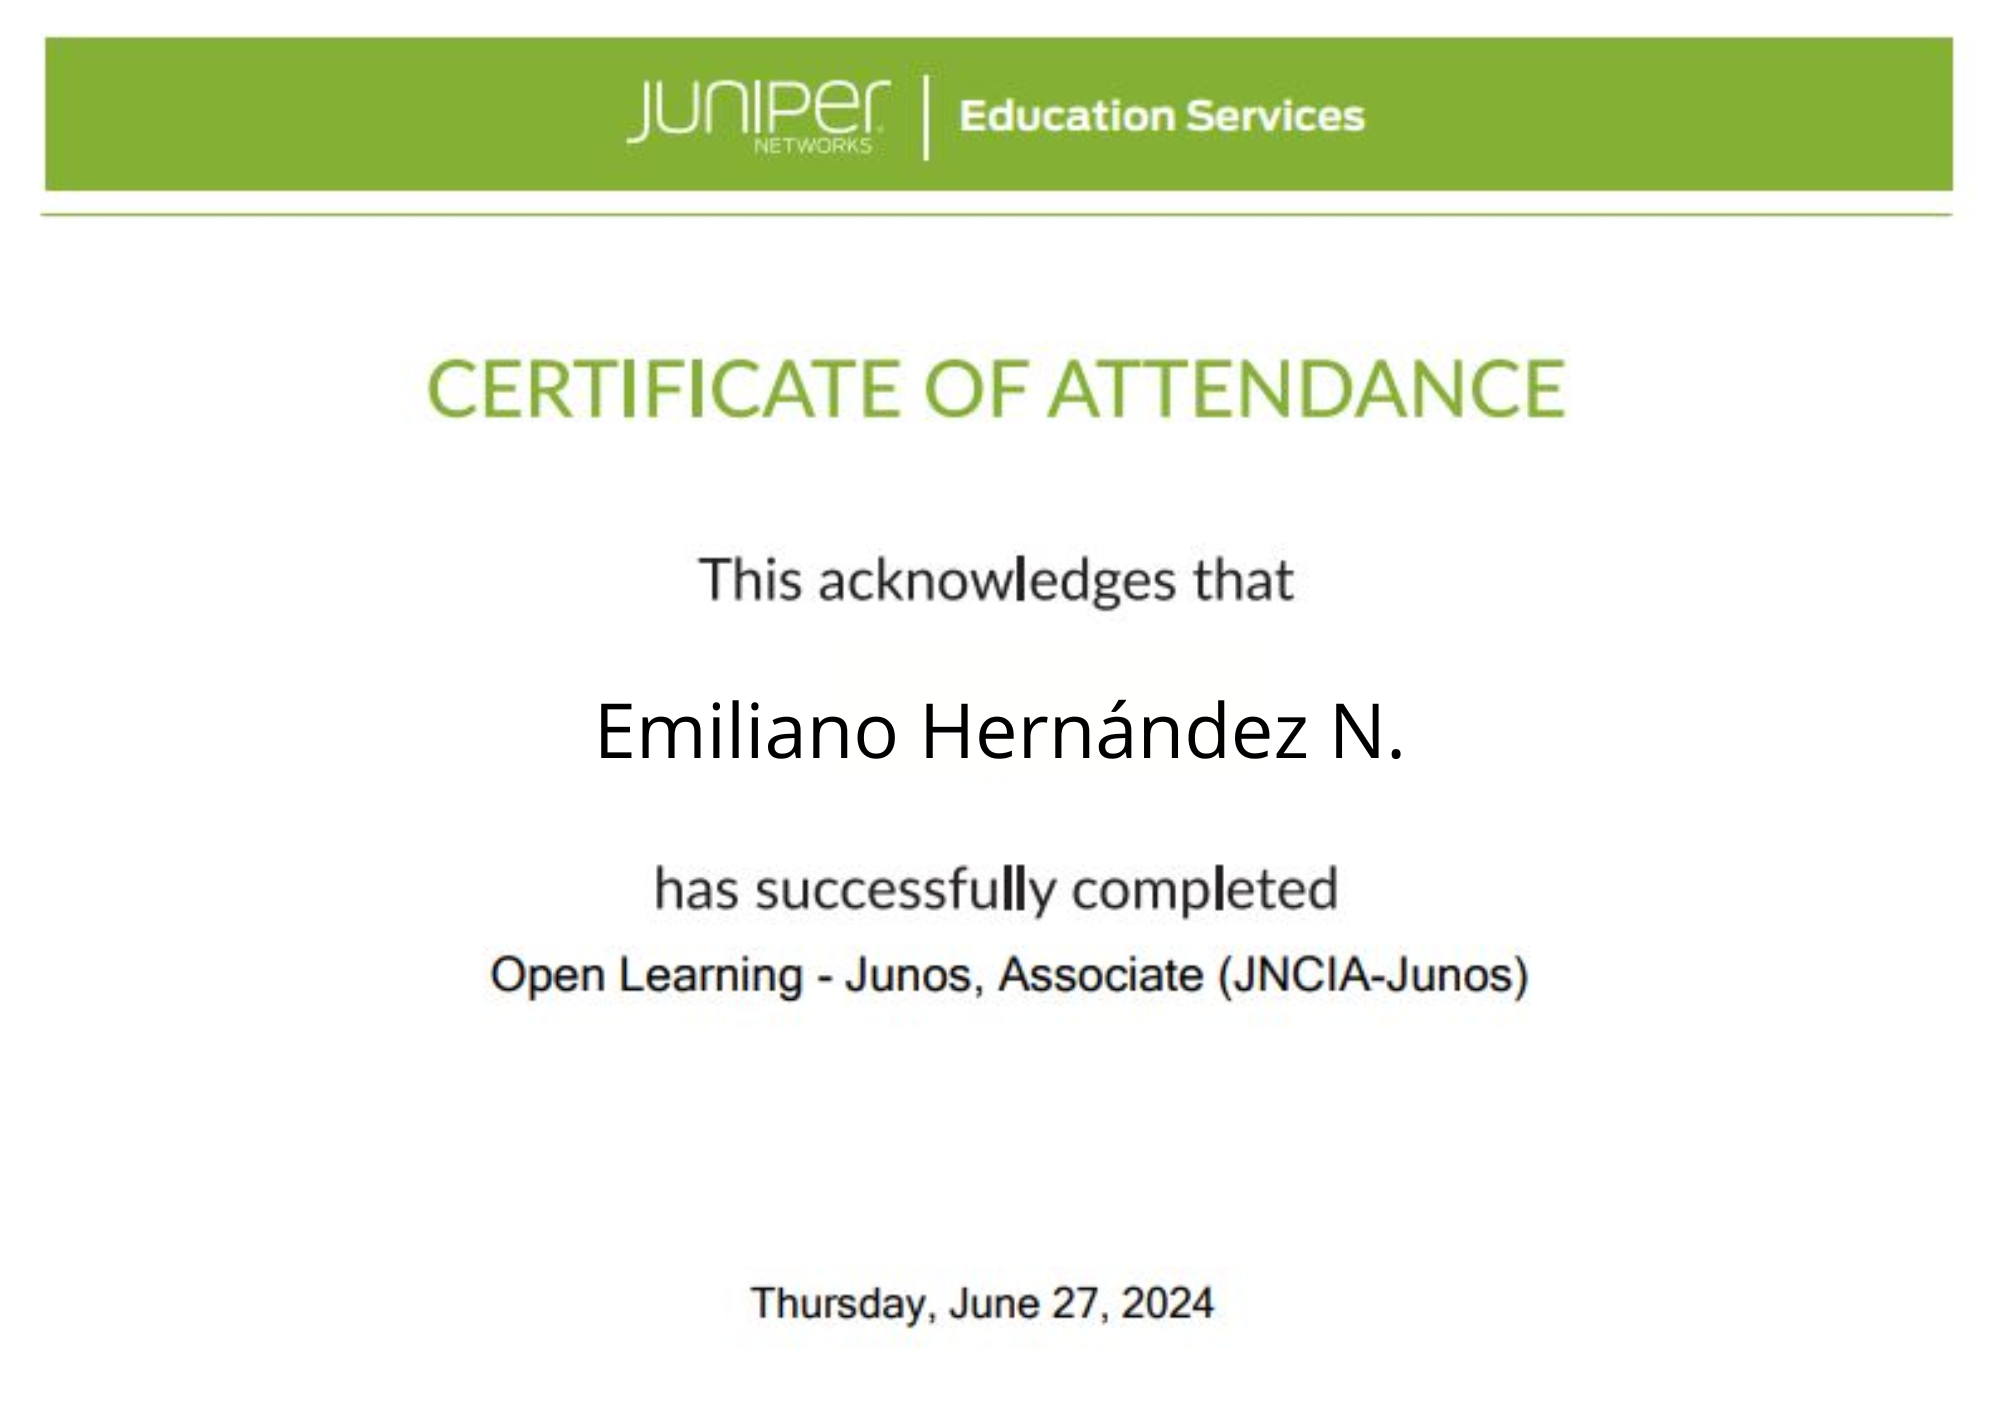 JUNIPER
NETWORKS
Education Services
CERTIFICATE OF ATTENDANCE
This acknowledges that
Emiliano Hernández N.
has successfully completed
Open Learning - Junos, Associate (JNCIA-Junos)
Thursday, June 27, 2024